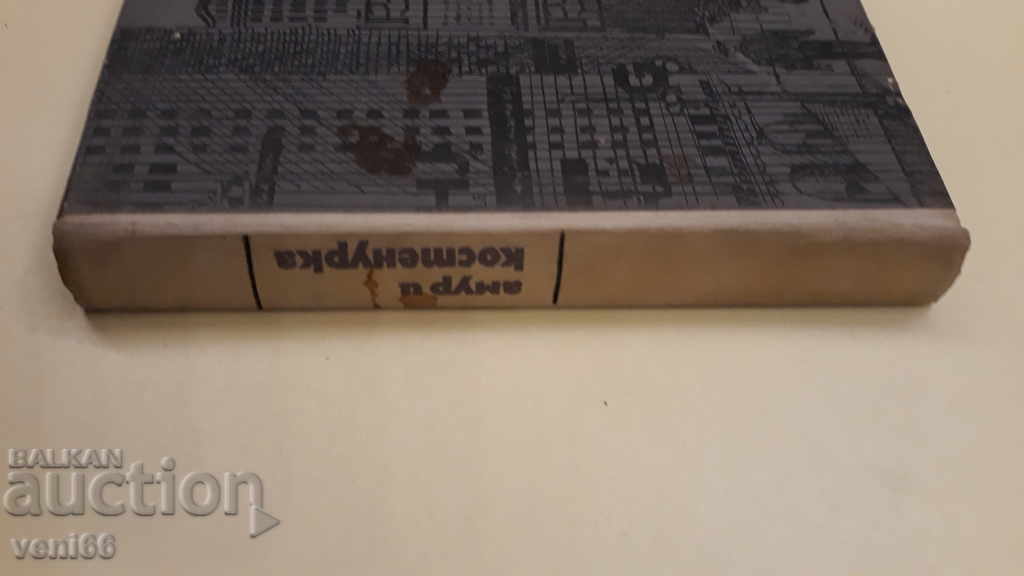 амур и
костенурка
BALKAN
auction
veni66